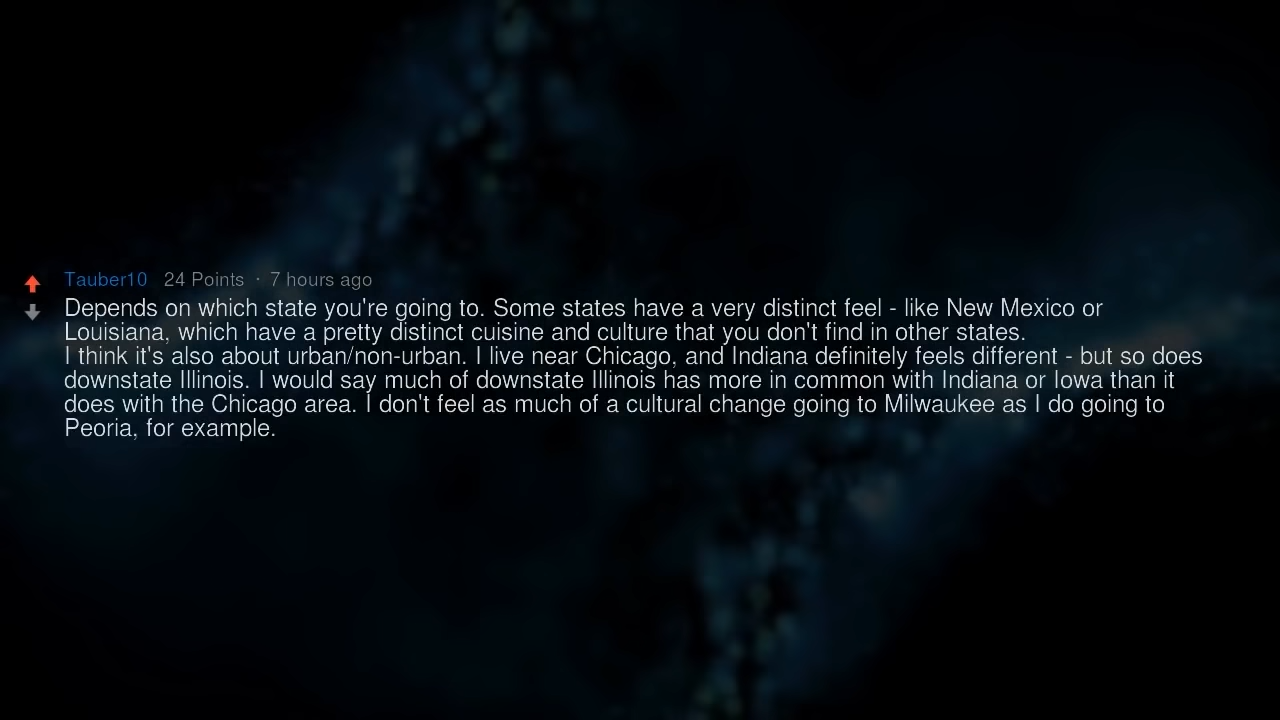 Tauber10 24 Points · 7 hours ago
Depends on which state you're going to. Some states have a very distinct feel - like New Mexico or
Louisiana, which have a pretty distinct cuisine and culture that you don't find in other states.
I think it's also about urban/non-urban. I live near Chicago, and Indiana definitely feels different - but so does
downstate Illinois. I would say much of downstate Illinois has more in common with Indiana or Iowa than it
does with the Chicago area. I don't feel as much of a cultural change going to Milwaukee as I do going to
Peoria, for example.